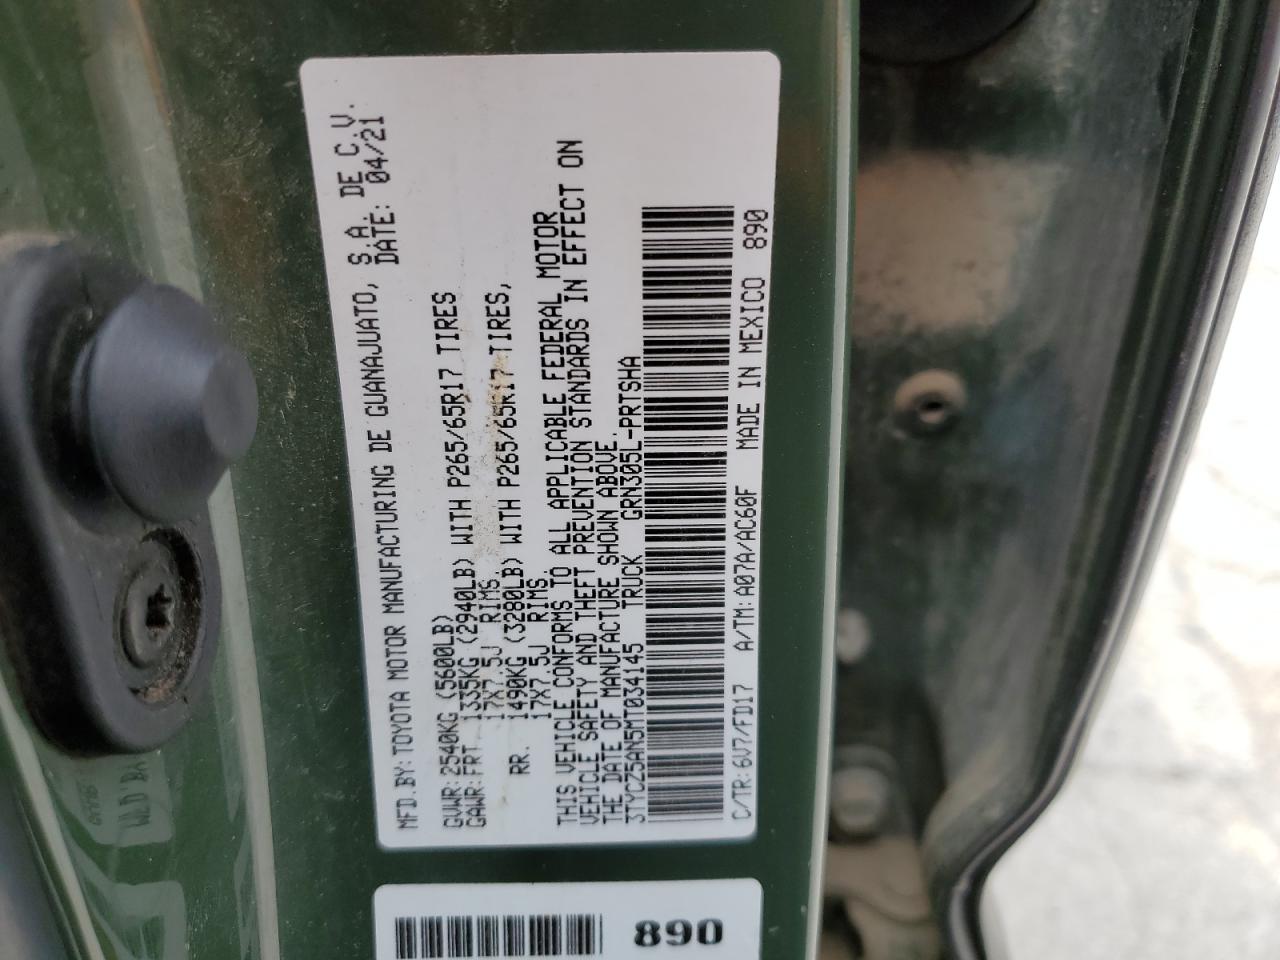 MFD.BY:TOYOTA MOTOR MANUFACTURING DE GUANAJUATO, S.A. DE C.V.
DATE: 04/21
GVWR:2540KG (5600LB)
GAWR:FRT. 1335KG (2940LB) WITH P265/65R17 TIRES
17X7.5J RIMS.
RR. 1490KG (3280LB) WITH P265/65R17 TIRES,
17X7.5J RIMS.
THIS VEHICLE CONFORMS TO ALL APPLICABLE FEDERAL MOTOR
VEHICLE SAFETY AND THEFT PREVENTION STANDARDS IN EFFECT ON
THE DATE OF MANUFACTURE SHOWN ABOVE.
3TYCZ5AN5MT034145 TRUCK GRN305L-PRTSHA
C/TR:6V7/FD17 A/TM:A07A/AC60F MADE IN MEXICO 890
890